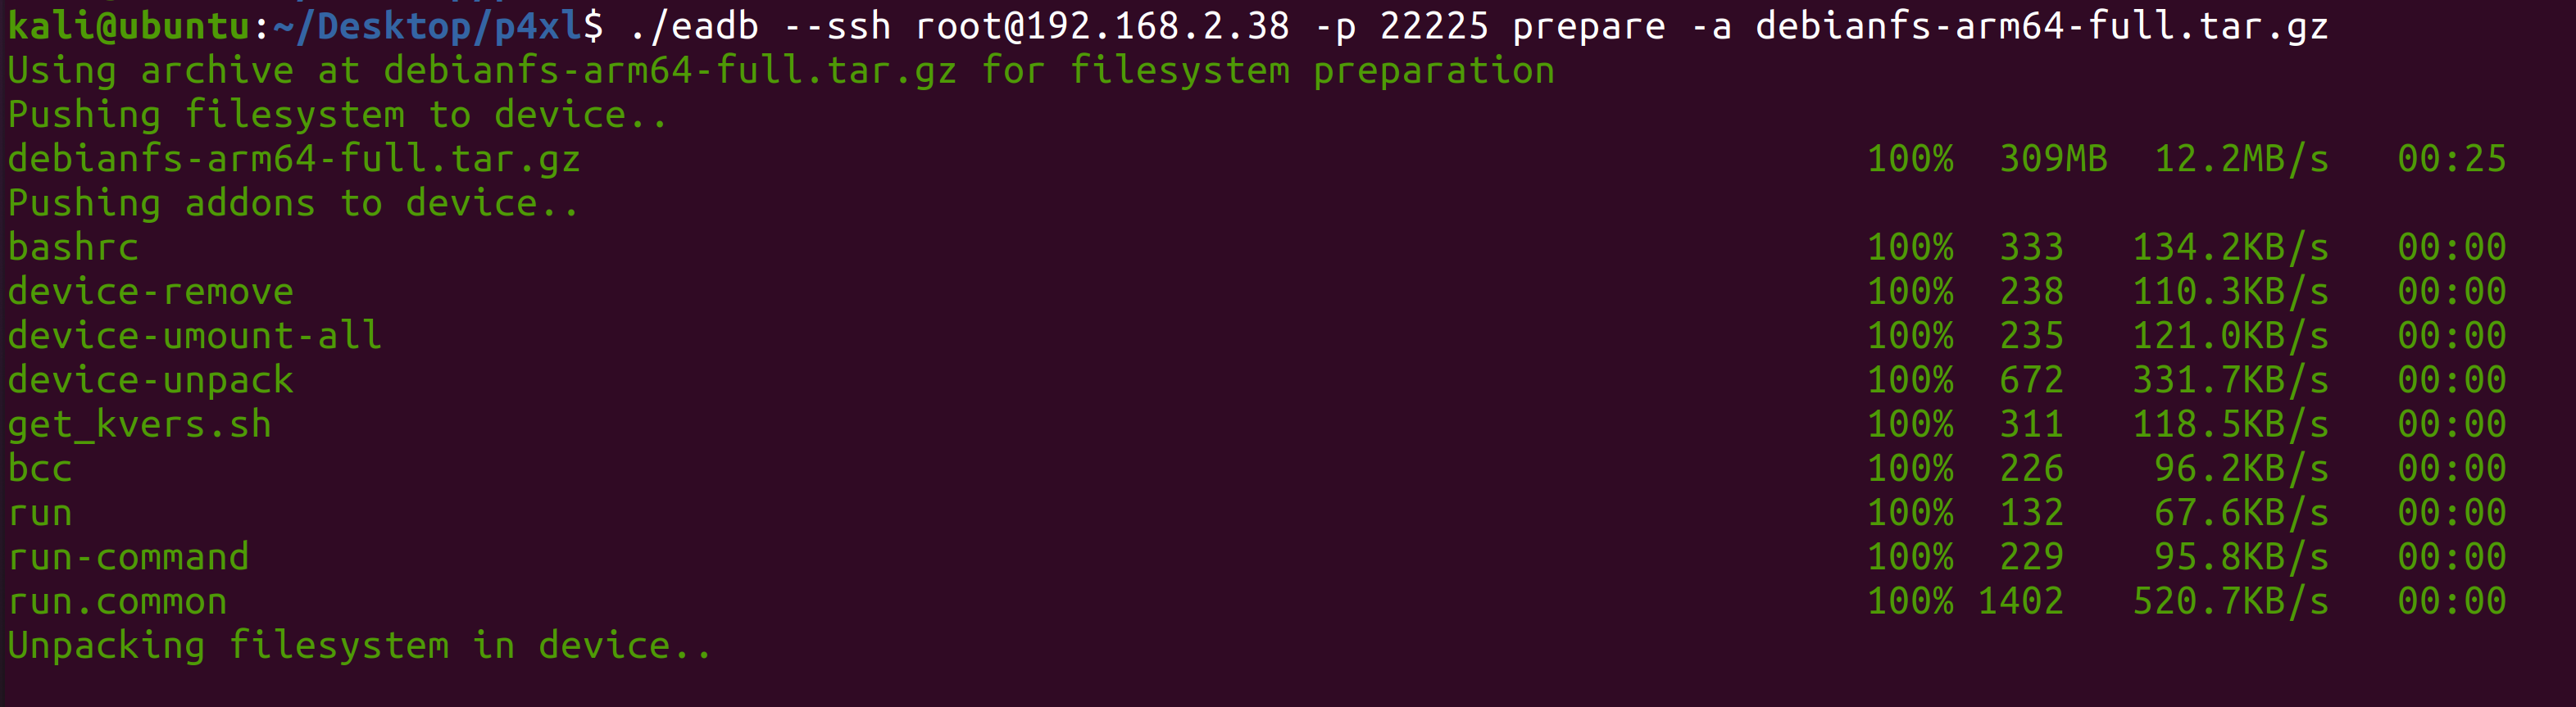 kali@ubuntu:~/Desktop/p4xl$ ./eadb --ssh root@192.168.2.38 -p 22225 prepare -a debianfs-arm64-full.tar.gz
Using archive at debianfs-arm64-full.tar.gz for filesystem preparation
Pushing filesystem to device..
debianfs-arm64-full.tar.gz 100% 309MB 12.2MB/s 00:25
Pushing addons to device..
bashrc 100% 333 134.2KB/s 00:00
device-remove 100% 238 110.3KB/s 00:00
device-umount-all 100% 235 121.0KB/s 00:00
device-unpack 100% 672 331.7KB/s 00:00
get_kvers.sh 100% 311 118.5KB/s 00:00
bcc 100% 226 96.2KB/s 00:00
run 100% 132 67.6KB/s 00:00
run-command 100% 229 95.8KB/s 00:00
run.common 100% 1402 520.7KB/s 00:00
Unpacking filesystem in device..